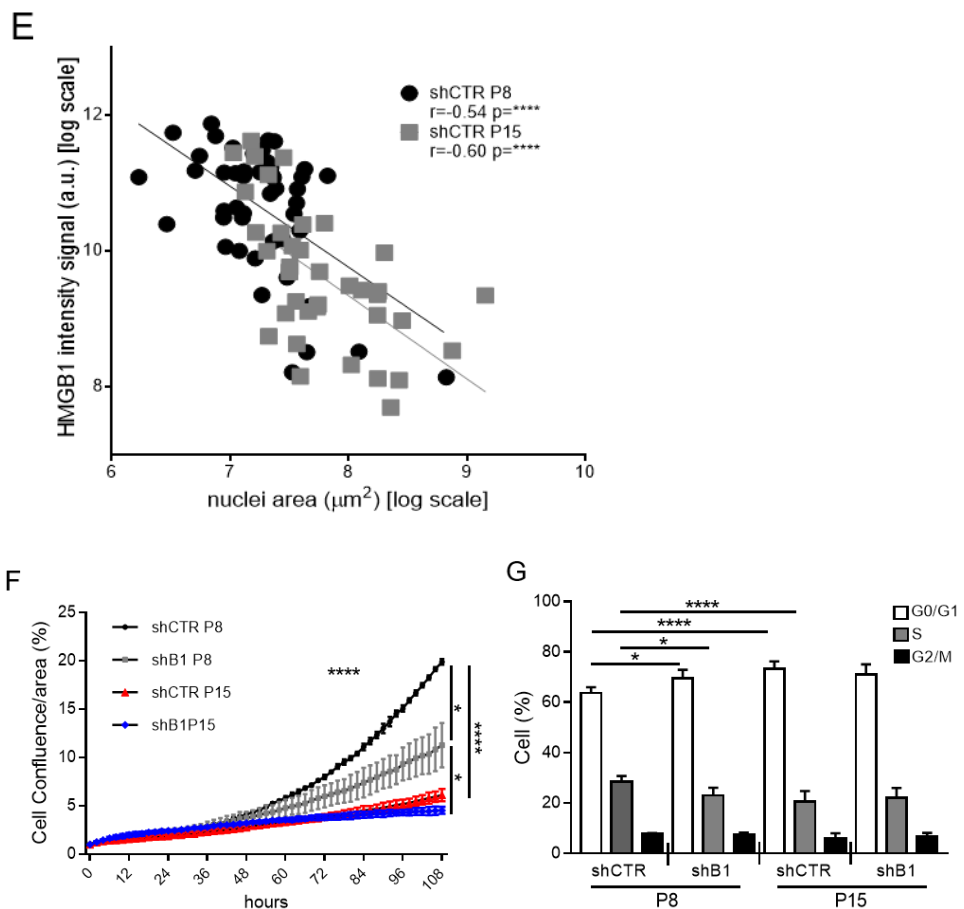 E
HMGB1 intensity signal (a.u.) [log scale]
12
10
8
6 7 8 9 10
nuclei area (μm²) [log scale]
shCTR P8
r=-0.54 p=****
shCTR P15
r=-0.60 p=****
F
Cell Confluence/area (%)
25
20
15
10
5
0
shCTR P8
shB1 P8
shCTR P15
shB1P15
****
*
*
****
0 12 24 36 48 60 72 84 96 108
hours
G
Cell (%)
100
80
60
40
20
0
****
****
*
*
G0/G1
S
G2/M
shCTR shB1 shCTR shB1
P8 P15